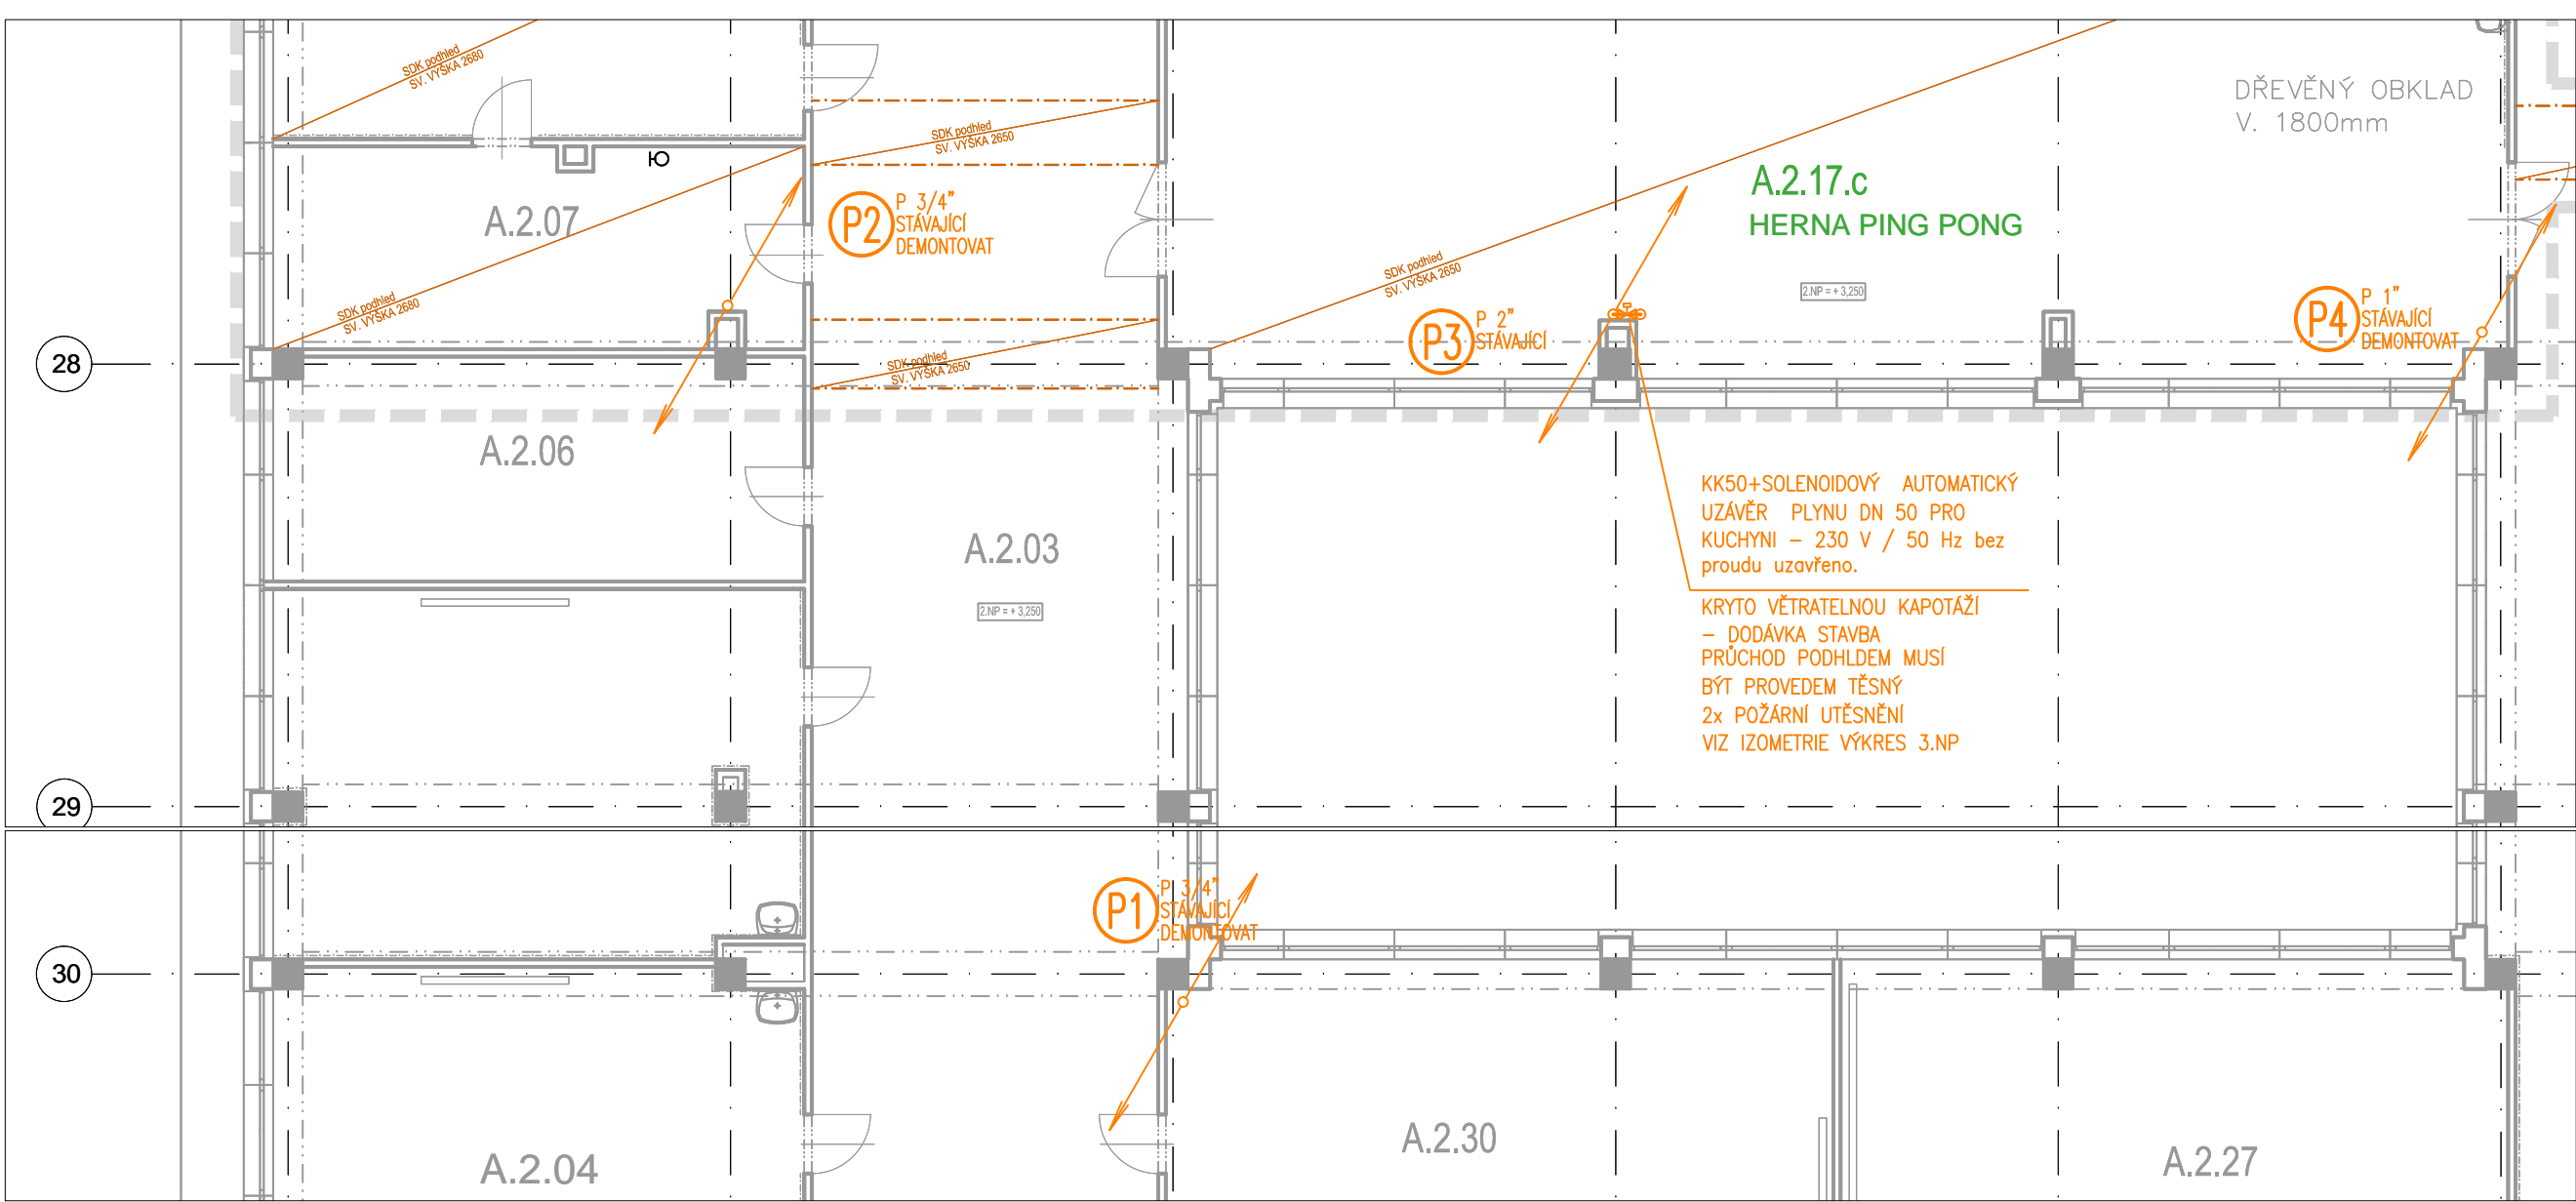 SDK podhled
SV. VÝŠKA 2680
DŘEVĚNÝ OBKLAD
V. 1800mm
SDK podhled
SV. VÝŠKA 2650
A.2.07
P2
P 3/4"
STÁVAJÍCÍ
DEMONTOVAT
A.2.17.c
HERNA PING PONG
SDK podhled
SV. VÝŠKA 2650
2.NP = + 3,250
SDK podhled
SV. VÝŠKA 2680
P3
P 2"
STÁVAJÍCÍ
P4
P 1"
STÁVAJÍCÍ
DEMONTOVAT
28
SDK podhled
SV. VÝŠKA 2650
A.2.06
A.2.03
2.NP = + 3,250
KK50+SOLENOIDOVÝ AUTOMATICKÝ
UZÁVĚR PLYNU DN 50 PRO
KUCHYNI – 230 V / 50 Hz bez
proudu uzavřeno.
KRYTO VĚTRATELNOU KAPOTÁŽÍ
– DODÁVKA STAVBA
PRŮCHOD PODHLDEM MUSÍ
BÝT PROVEDEM TĚSNÝ
2x POŽÁRNÍ UTĚSNĚNÍ
VIZ IZOMETRIE VÝKRES 3.NP
29
P1
P 3/4"
STÁVAJÍCÍ
DEMONTOVAT
30
A.2.04
A.2.30
A.2.27